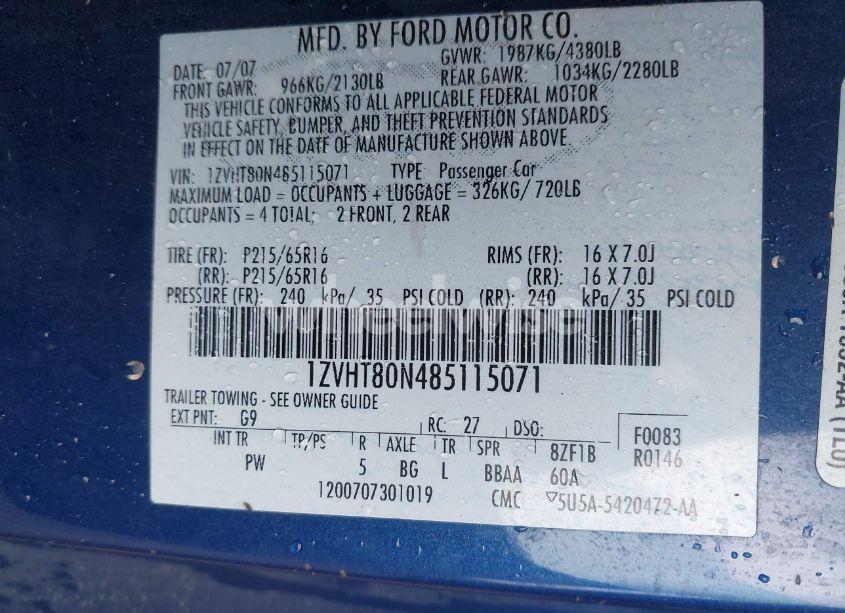 MFD. BY FORD MOTOR CO.
DATE: 07/07 GVWR: 1987KG/4380LB
FRONT GAWR: 966KG/2130LB REAR GAWR: 1034KG/2280LB
THIS VEHICLE CONFORMS TO ALL APPLICABLE FEDERAL MOTOR
VEHICLE SAFETY, BUMPER, AND THEFT PREVENTION STANDARDS
IN EFFECT ON THE DATE OF MANUFACTURE SHOWN ABOVE.
VIN: 1ZVHT80N485115071 TYPE Passenger Car
MAXIMUM LOAD = OCCUPANTS + LUGGAGE = 326KG/ 720LB
OCCUPANTS = 4 TOTAL; 2 FRONT, 2 REAR
TIRE (FR): P215/65R16 RIMS (FR): 16 X 7.0J
(RR): P215/65R16 (RR): 16 X 7.0J
PRESSURE (FR): 240 kPa/ 35 PSI COLD (RR): 240 kPa/ 35 PSI COLD
wheelwise
1ZVHT80N485115071
TRAILER TOWING - SEE OWNER GUIDE
EXT PNT: G9 RC: 27 DSO: F0083
INT TR TP/PS R AXLE TR SPR 8ZF1B R0146
PW 5 BG L BBAA 60A
1200707301019 CMC ▽5U5A-5420472-AA